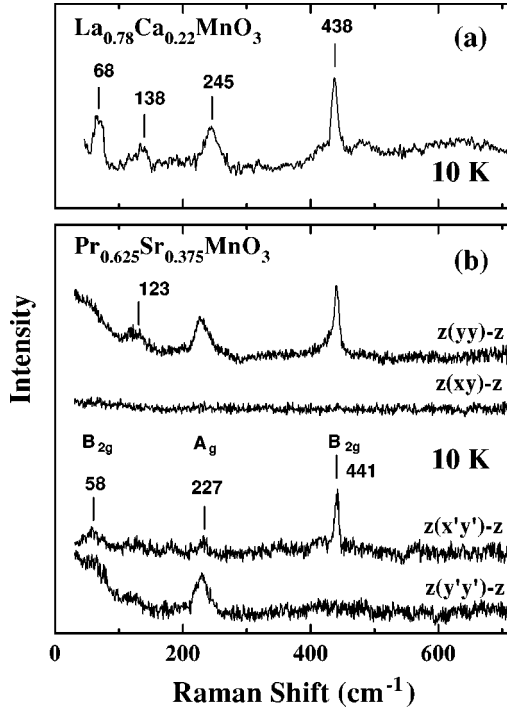 La0.78Ca0.22MnO3
(a)
438
68
138
245
10 K
Pr0.625Sr0.375MnO3
(b)
123
z(yy)-z
z(xy)-z
B2g
Ag
B2g
10 K
58
227
441
z(x'y')-z
z(y'y')-z
0
200
400
600
Intensity
Raman Shift (cm-1)